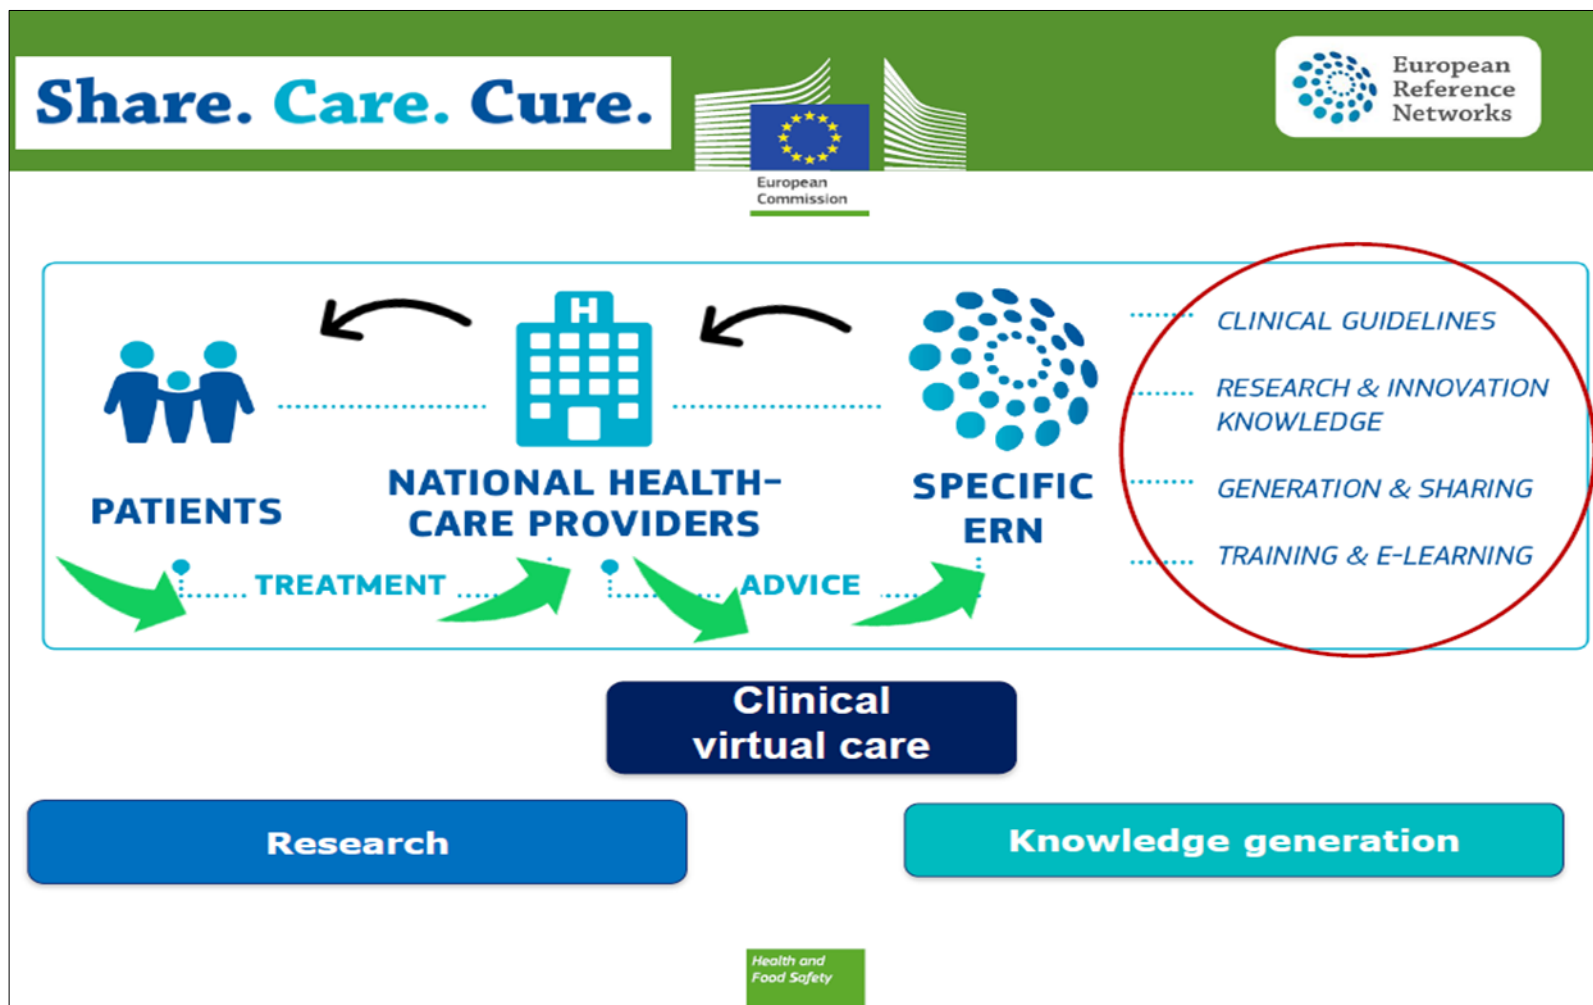 Share. Care. Cure.
European
Commission
European
Reference
Networks
H
PATIENTS
NATIONAL HEALTH-
CARE PROVIDERS
SPECIFIC
ERN
TREATMENT
ADVICE
CLINICAL GUIDELINES
RESEARCH & INNOVATION
KNOWLEDGE
GENERATION & SHARING
TRAINING & E-LEARNING
Clinical
virtual care
Research
Knowledge generation
Health and
Food Safety